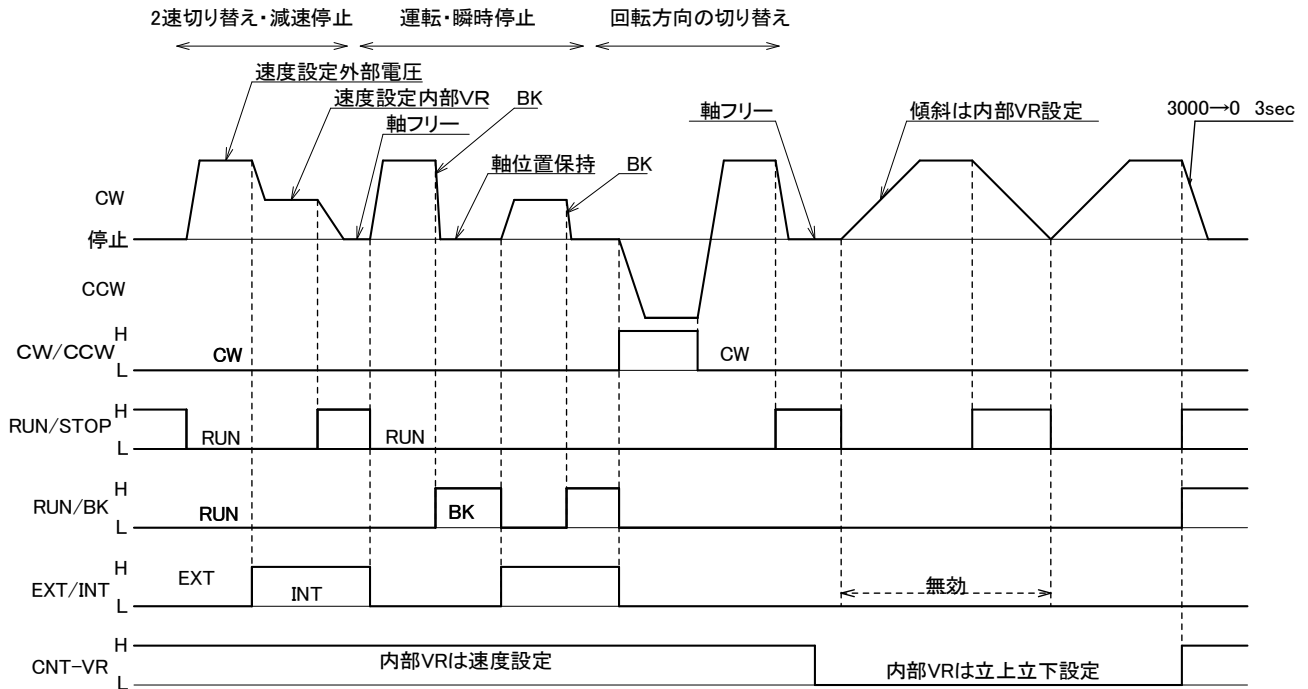 2速切り替え・減速停止 運転・瞬時停止 回転方向の切り替え
速度設定外部電圧
速度設定内部VR BK
軸フリー 軸フリー 傾斜は内部VR設定 3000→0 3sec
軸位置保持 BK
CW
停止
CCW
H
CW/CCW CW CW
L
H
RUN/STOP RUN RUN
L
H
RUN/BK RUN BK
L
H
EXT/INT EXT INT 無効
L
H
CNT-VR 内部VRは速度設定 内部VRは立上立下設定
L